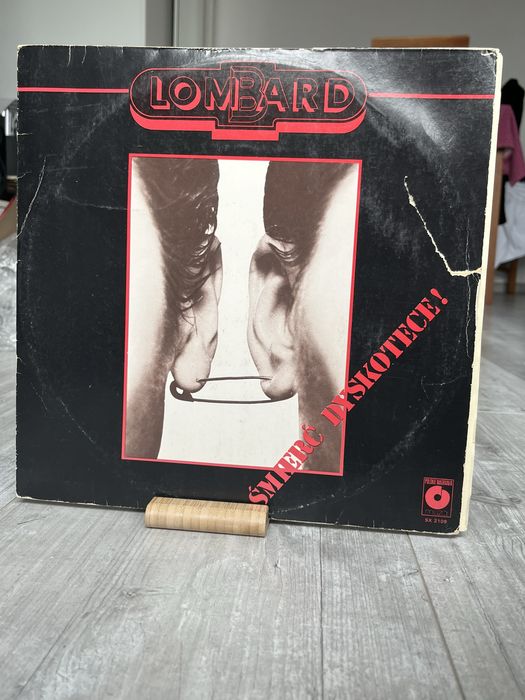 LOMBARD
ŚMIERĆ DYSKOTECE!
POLSKIE NAGRANIA
muza
SX 2109